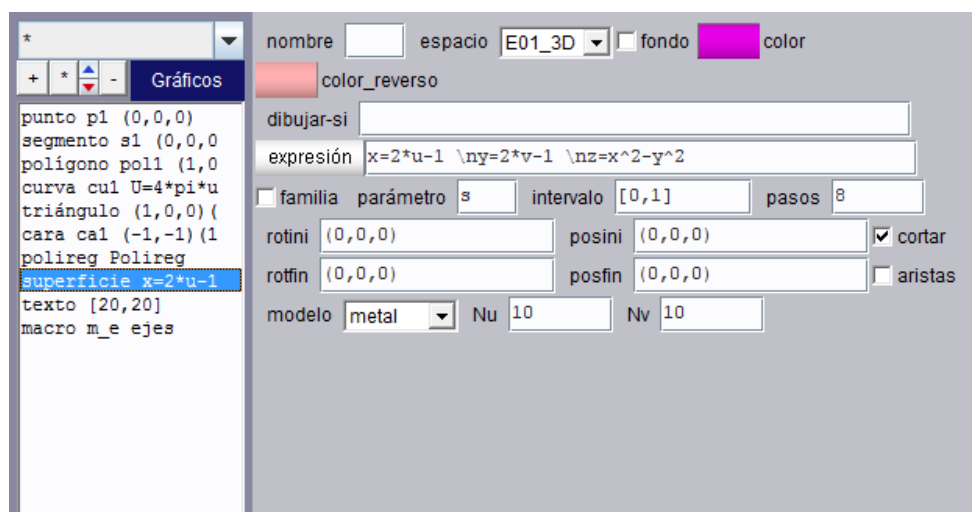 *
+ * - Gráficos
punto p1 (0,0,0)
segmento s1 (0,0,0
polígono pol1 (1,0
curva cu1 U=4*pi*u
triángulo (1,0,0)(
cara ca1 (-1,-1)(1
polireg Polireg
superficie x=2*u-1
texto [20,20]
macro m_e ejes
nombre espacio E01_3D fondo color
color_reverso
dibujar-si
expresión x=2*u-1 \ny=2*v-1 \nz=x^2-y^2
familia parámetro s intervalo [0,1] pasos 8
rotini (0,0,0) posini (0,0,0) cortar
rotfin (0,0,0) posfin (0,0,0) aristas
modelo metal Nu 10 Nv 10